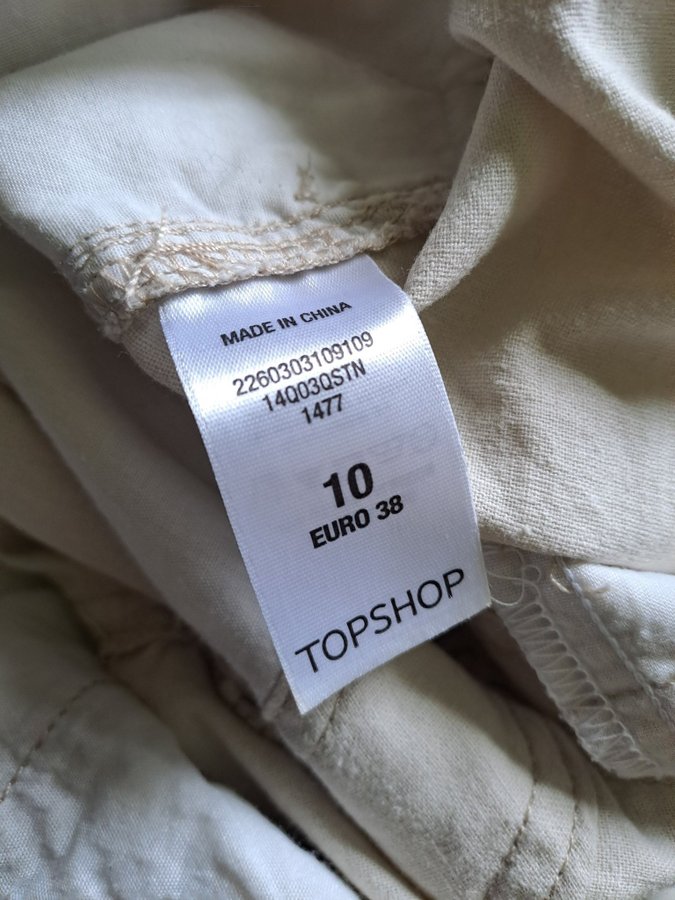 MADE IN CHINA
2260303109109
14Q03QSTN
1477
10
EURO 38
TOPSHOP